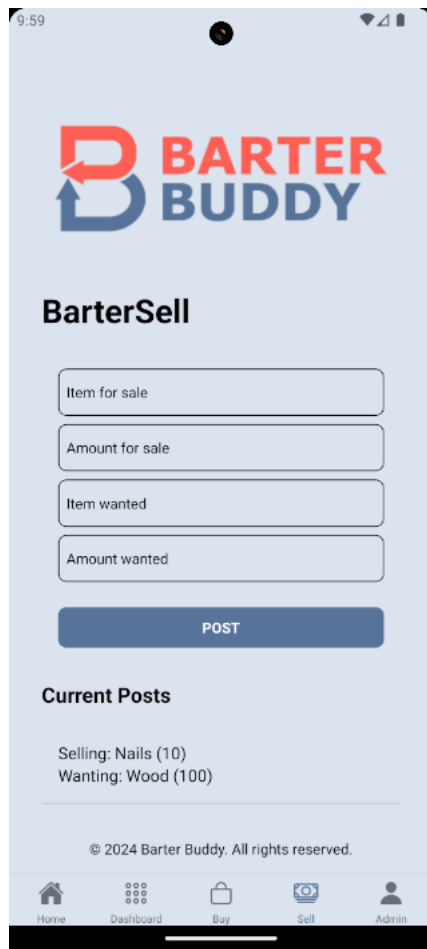 9:59
BARTER
BUDDY
BarterSell
Item for sale
Amount for sale
Item wanted
Amount wanted
POST
Current Posts
Selling: Nails (10)
Wanting: Wood (100)
© 2024 Barter Buddy. All rights reserved.
Home Dashboard Buy Sell Admin